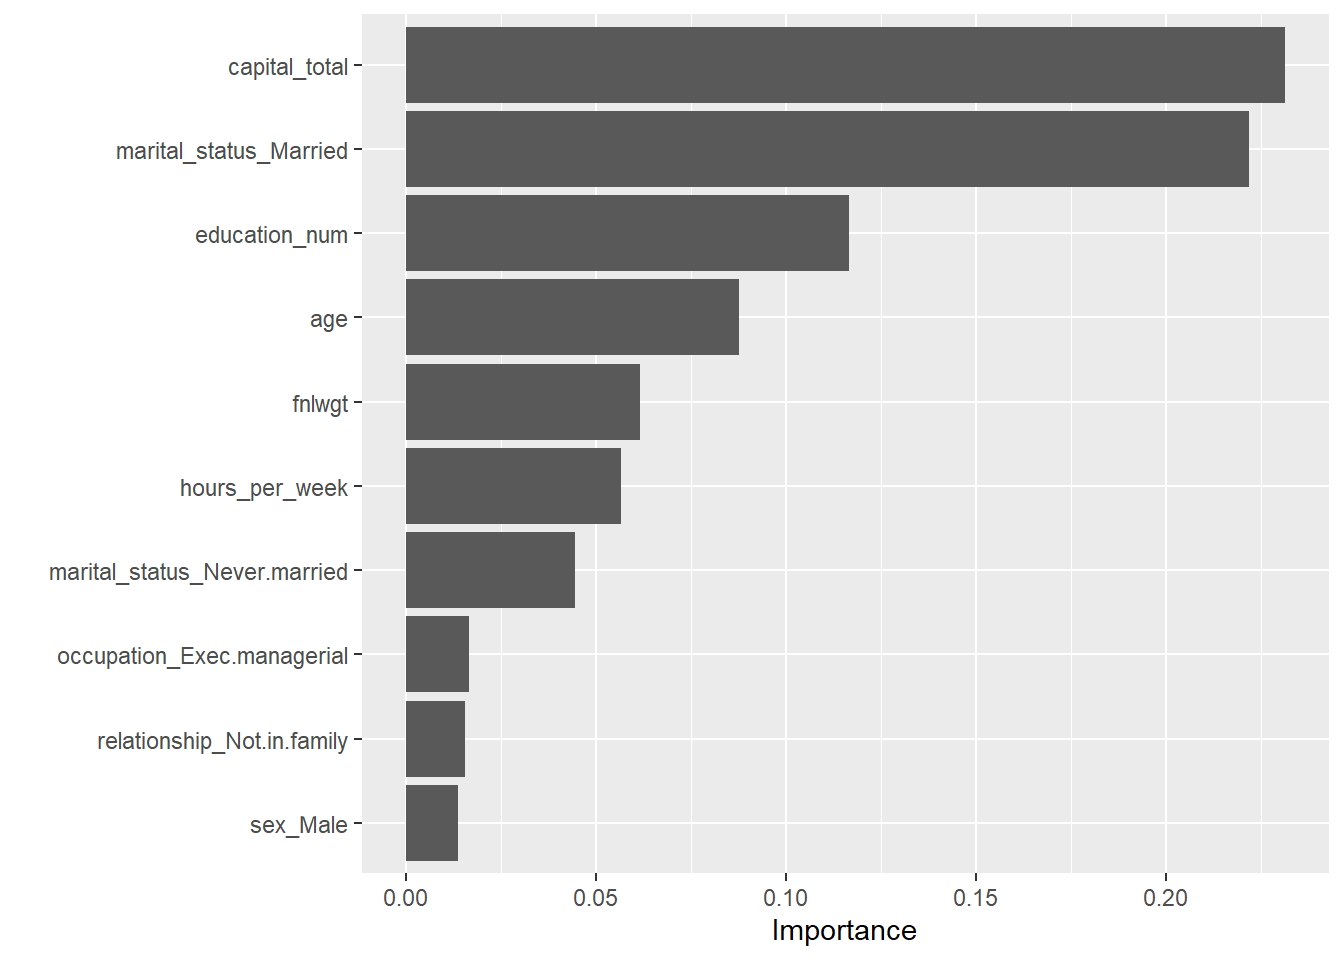 capital_total
marital_status_Married
education_num
age
fnlwgt
hours_per_week
marital_status_Never.married
occupation_Exec.managerial
relationship_Not.in.family
sex_Male
0.00 0.05 0.10 0.15 0.20
Importance